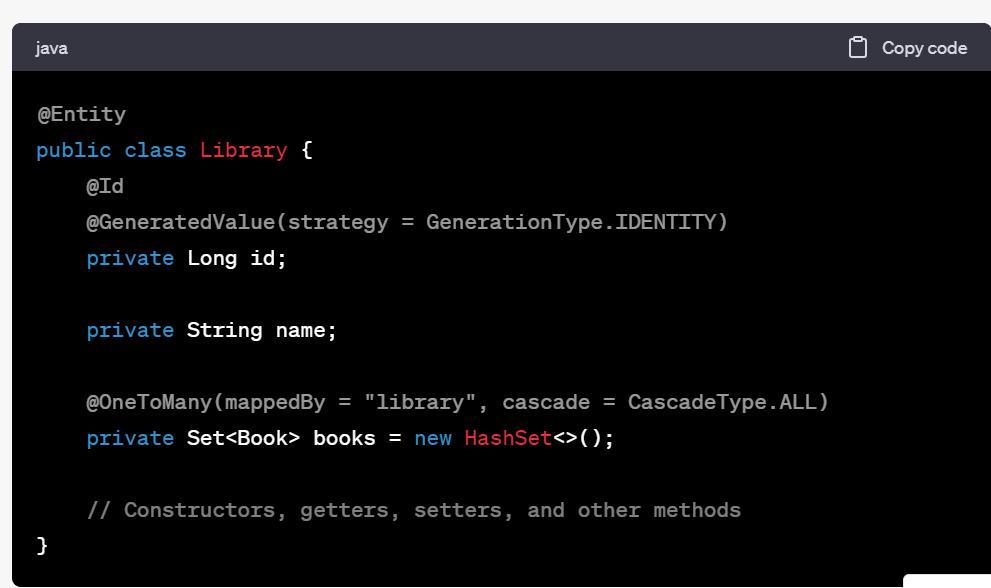 java
Copy code
@Entity
public class Library {
    @Id
    @GeneratedValue(strategy = GenerationType.IDENTITY)
    private Long id;
    private String name;
    @OneToMany(mappedBy = "library", cascade = CascadeType.ALL)
    private Set<Book> books = new HashSet<>();
    // Constructors, getters, setters, and other methods
}